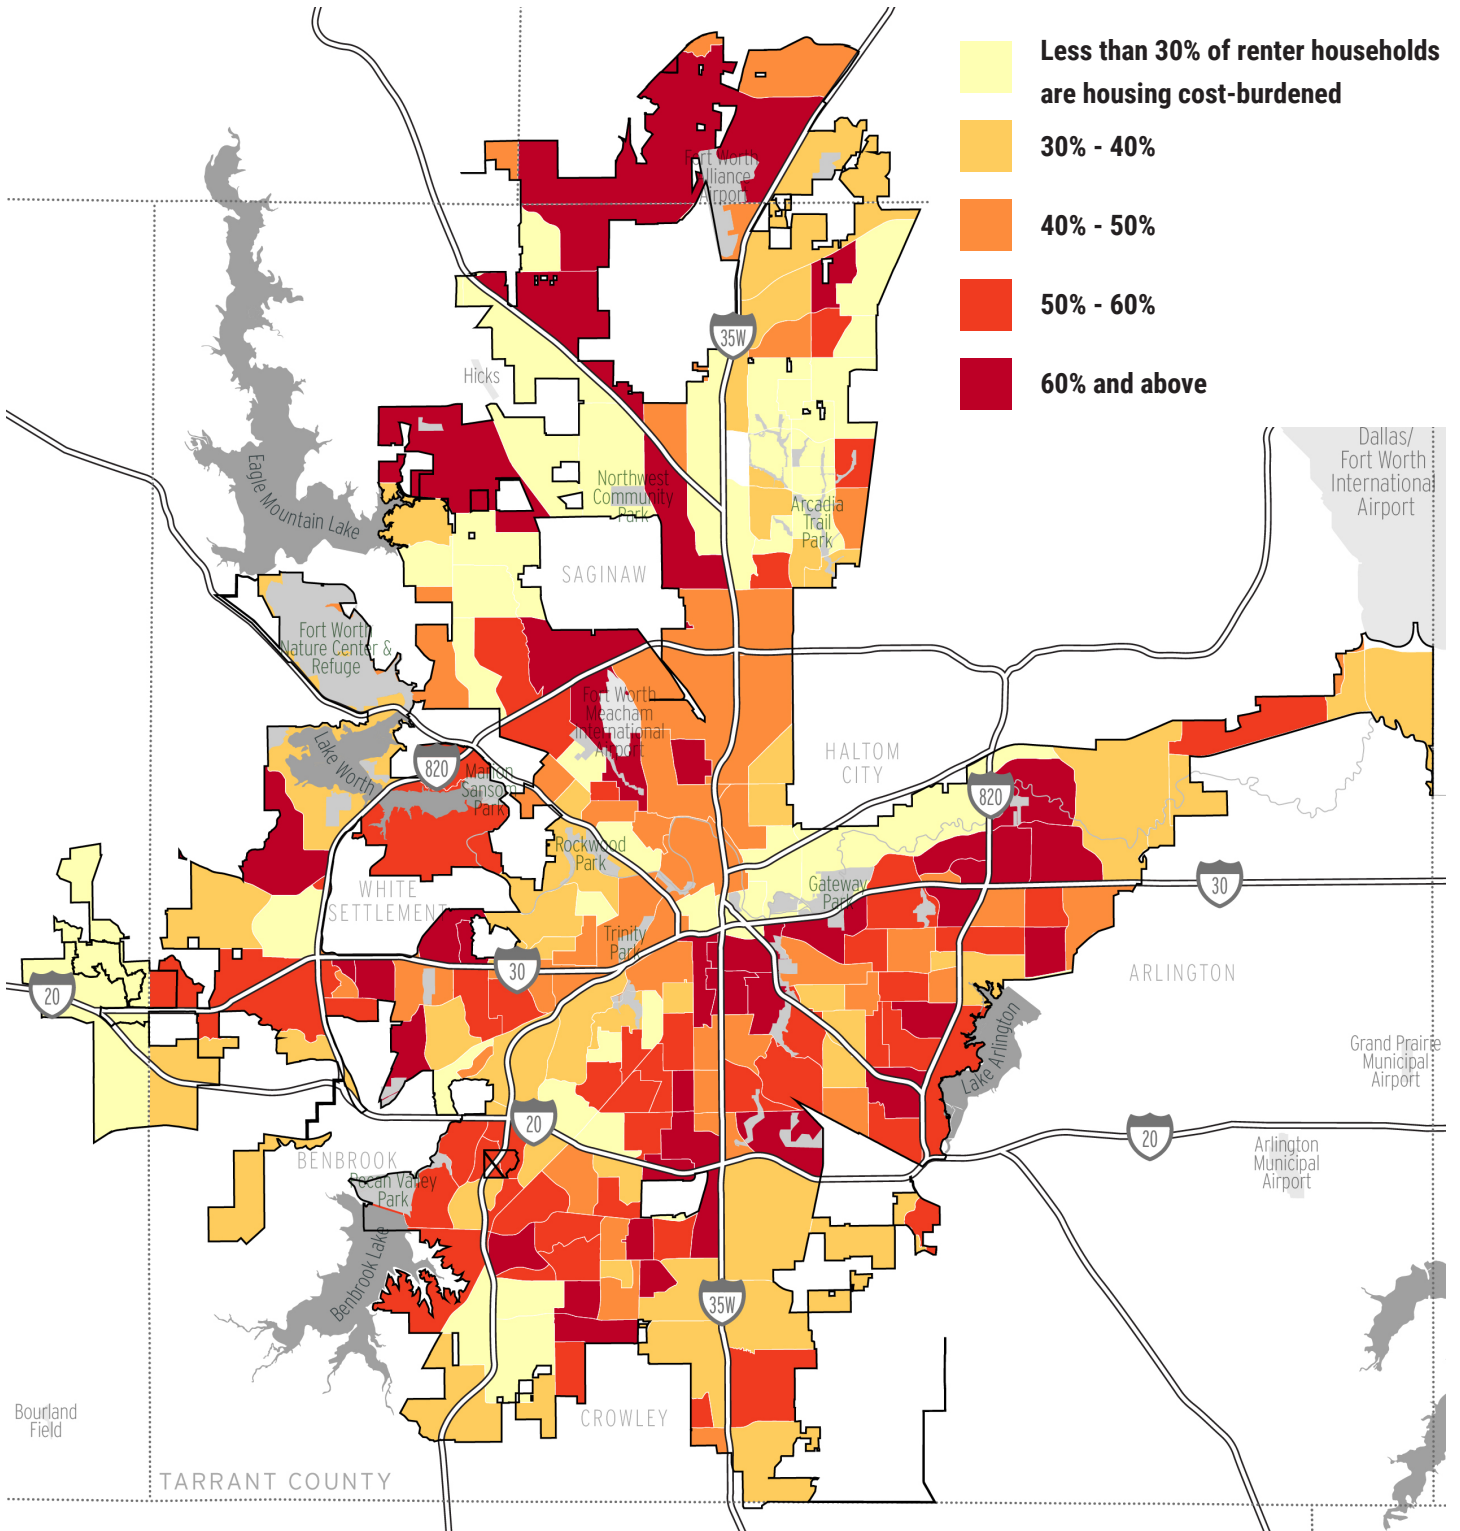 Less than 30% of renter households
are housing cost-burdened
30% - 40%
40% - 50%
50% - 60%
60% and above
Fort Worth
Alliance
Airport
35W
Hicks
Eagle Mountain Lake
Northwest
Community
Park
Arcadia
Trail
Park
Dallas/
Fort Worth
International
Airport
SAGINAW
Fort Worth
Nature Center &
Refuge
Fort Worth
Meacham
International
Airport
Lake Worth
820
Marion
Sansom
Park
HALTOM
CITY
820
Rockwood
Park
WHITE
SETTLEMENT
Gateway
Park
30
Trinity
Park
30
20
ARLINGTON
Lake Arlington
Grand Prairie
Municipal
Airport
20
20
Arlington
Municipal
Airport
BENBROOK
Pecan Valley
Park
Benbrook Lake
35W
Bourland
Field
CROWLEY
TARRANT COUNTY